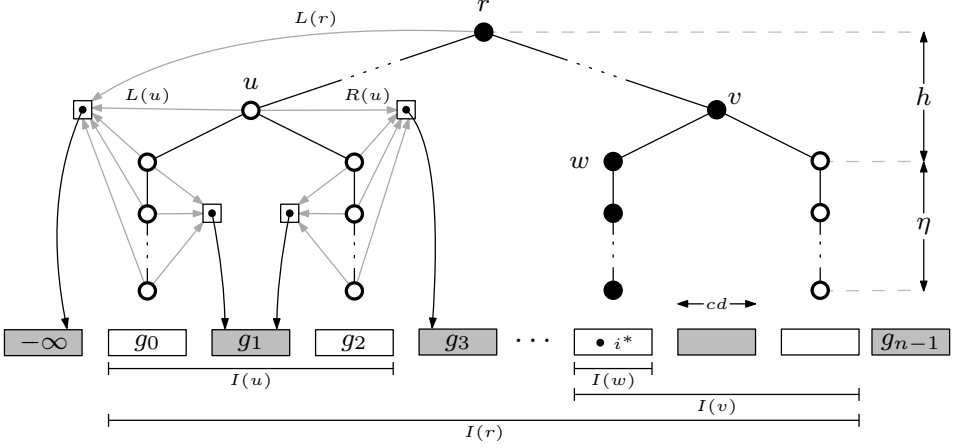 r
L(r)
u
L(u)
R(u)
v
h
w
η
cd
−∞
g₀
g₁
g₂
g₃
· · ·
i*
gₙ₋₁
I(u)
I(w)
I(v)
I(r)